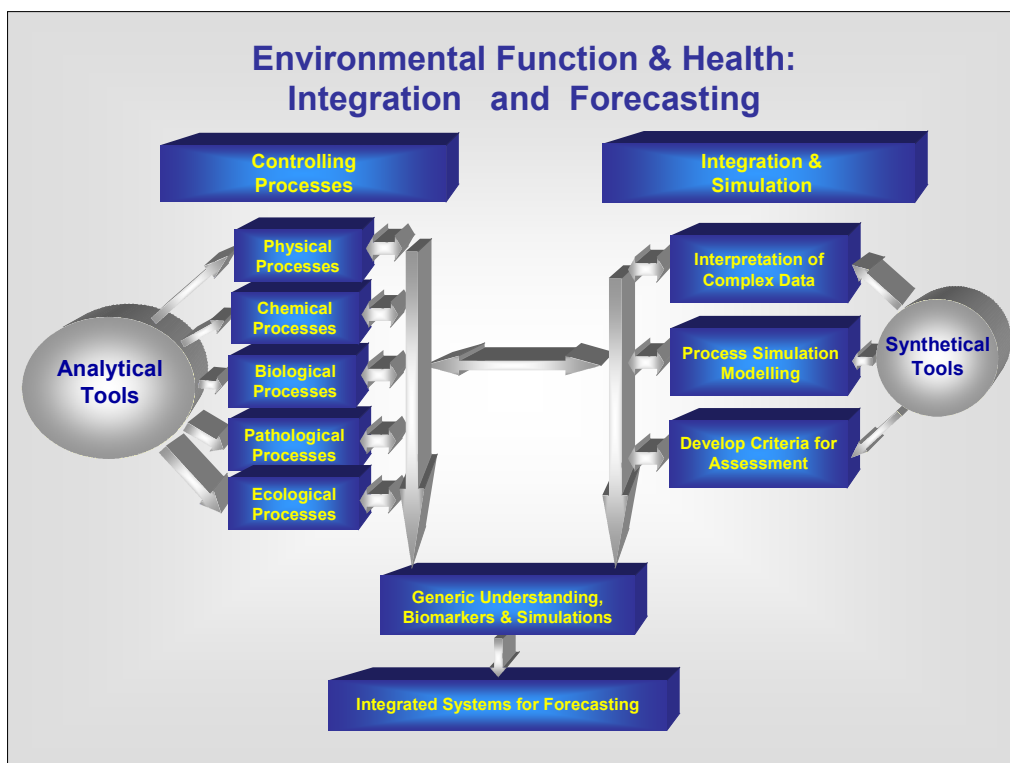 Environmental Function & Health:
Integration and Forecasting
Controlling
Processes
Integration &
Simulation
Physical
Processes
Chemical
Processes
Biological
Processes
Pathological
Processes
Ecological
Processes
Analytical
Tools
Interpretation of
Complex Data
Process Simulation
Modelling
Develop Criteria for
Assessment
Synthetical
Tools
Generic Understanding,
Biomarkers & Simulations
Integrated Systems for Forecasting